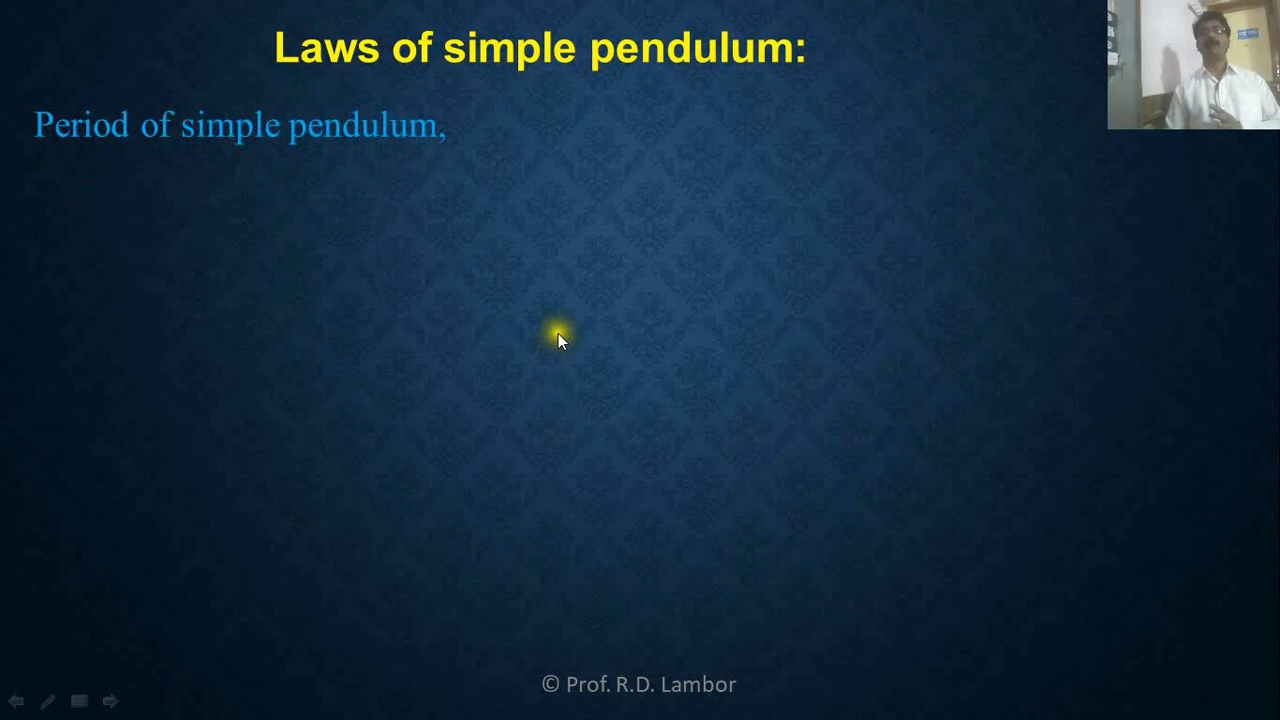 Laws of simple pendulum:
Period of simple pendulum,
© Prof. R.D. Lambor